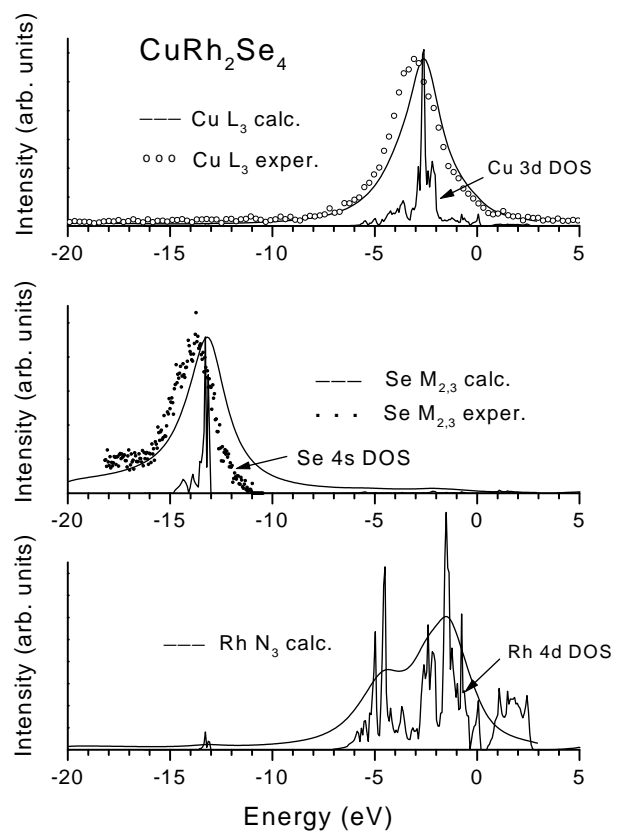 CuRh2Se4
Intensity (arb. units)
——— Cu L3 calc.
○○○ Cu L3 exper.
Cu 3d DOS
-20 -15 -10 -5 0 5
Intensity (arb. units)
——— Se M2,3 calc.
. . . Se M2,3 exper.
Se 4s DOS
-20 -15 -10 -5 0 5
Intensity (arb. units)
——— Rh N3 calc.
Rh 4d DOS
-20 -15 -10 -5 0 5
Energy (eV)